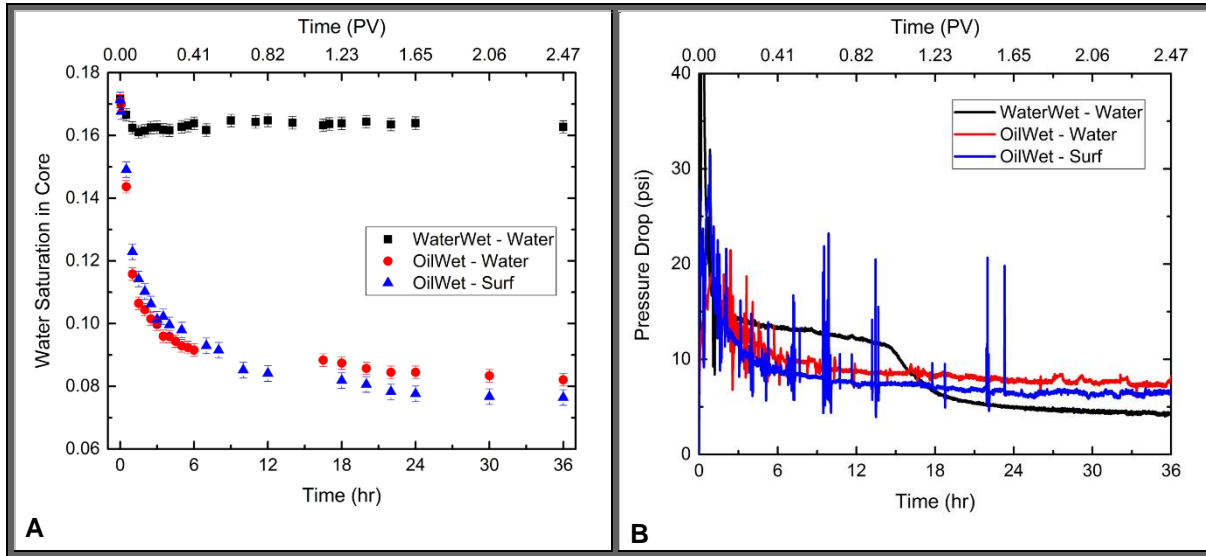 Time (PV)
0.00 0.41 0.82 1.23 1.65 2.06 2.47
0.18
0.16
0.14
0.12
0.10
0.08
0.06
Water Saturation in Core
WaterWet - Water
OilWet - Water
OilWet - Surf
0 6 12 18 24 30 36
Time (hr)
A
Time (PV)
0.00 0.41 0.82 1.23 1.65 2.06 2.47
40
30
20
10
0
Pressure Drop (psi)
WaterWet - Water
OilWet - Water
OilWet - Surf
0 6 12 18 24 30 36
Time (hr)
B